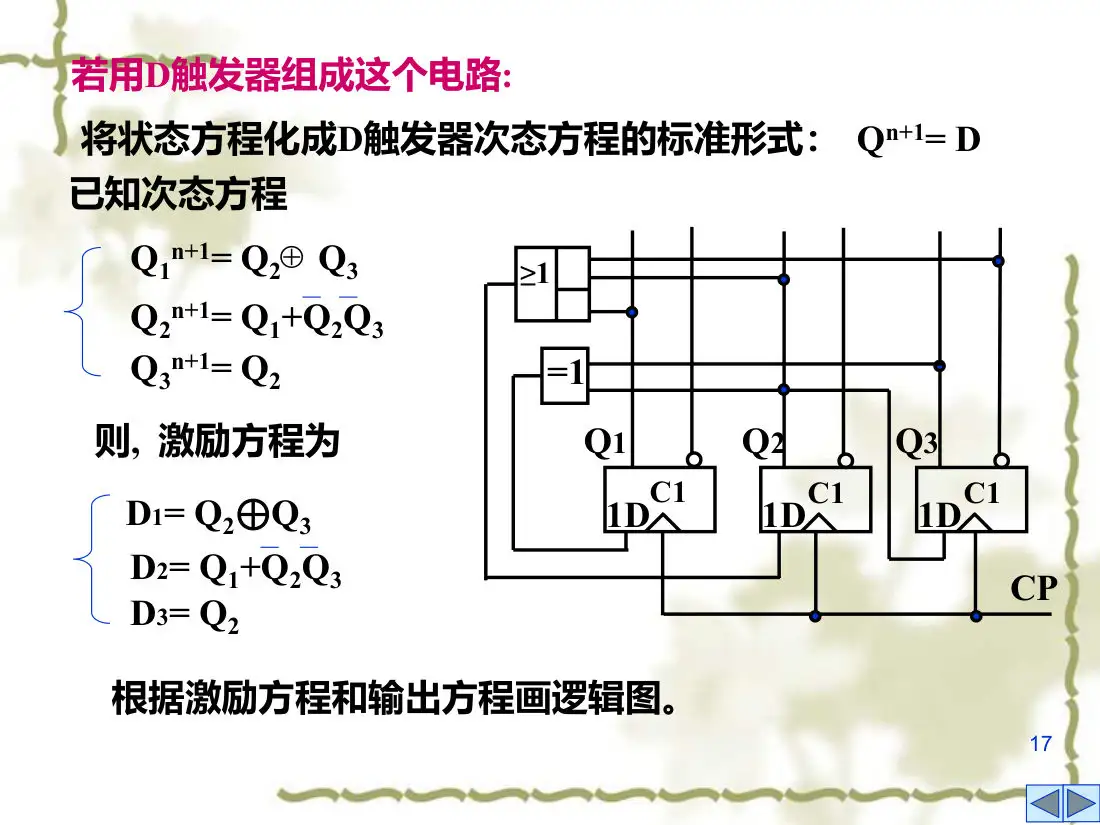 若用D触发器组成这个电路:
将状态方程化成D触发器次态方程的标准形式： Qⁿ⁺¹= D
已知次态方程
Q₁ⁿ⁺¹= Q₂⊕ Q₃
Q₂ⁿ⁺¹= Q₁+Q̅₂Q̅₃
Q₃ⁿ⁺¹= Q₂
则, 激励方程为
D1= Q₂⊕Q₃
D2= Q₁+Q̅₂Q̅₃
D3= Q₂
≥1
=1
Q1 Q2 Q3
C1 C1 C1
1D 1D 1D
CP
根据激励方程和输出方程画逻辑图。
17